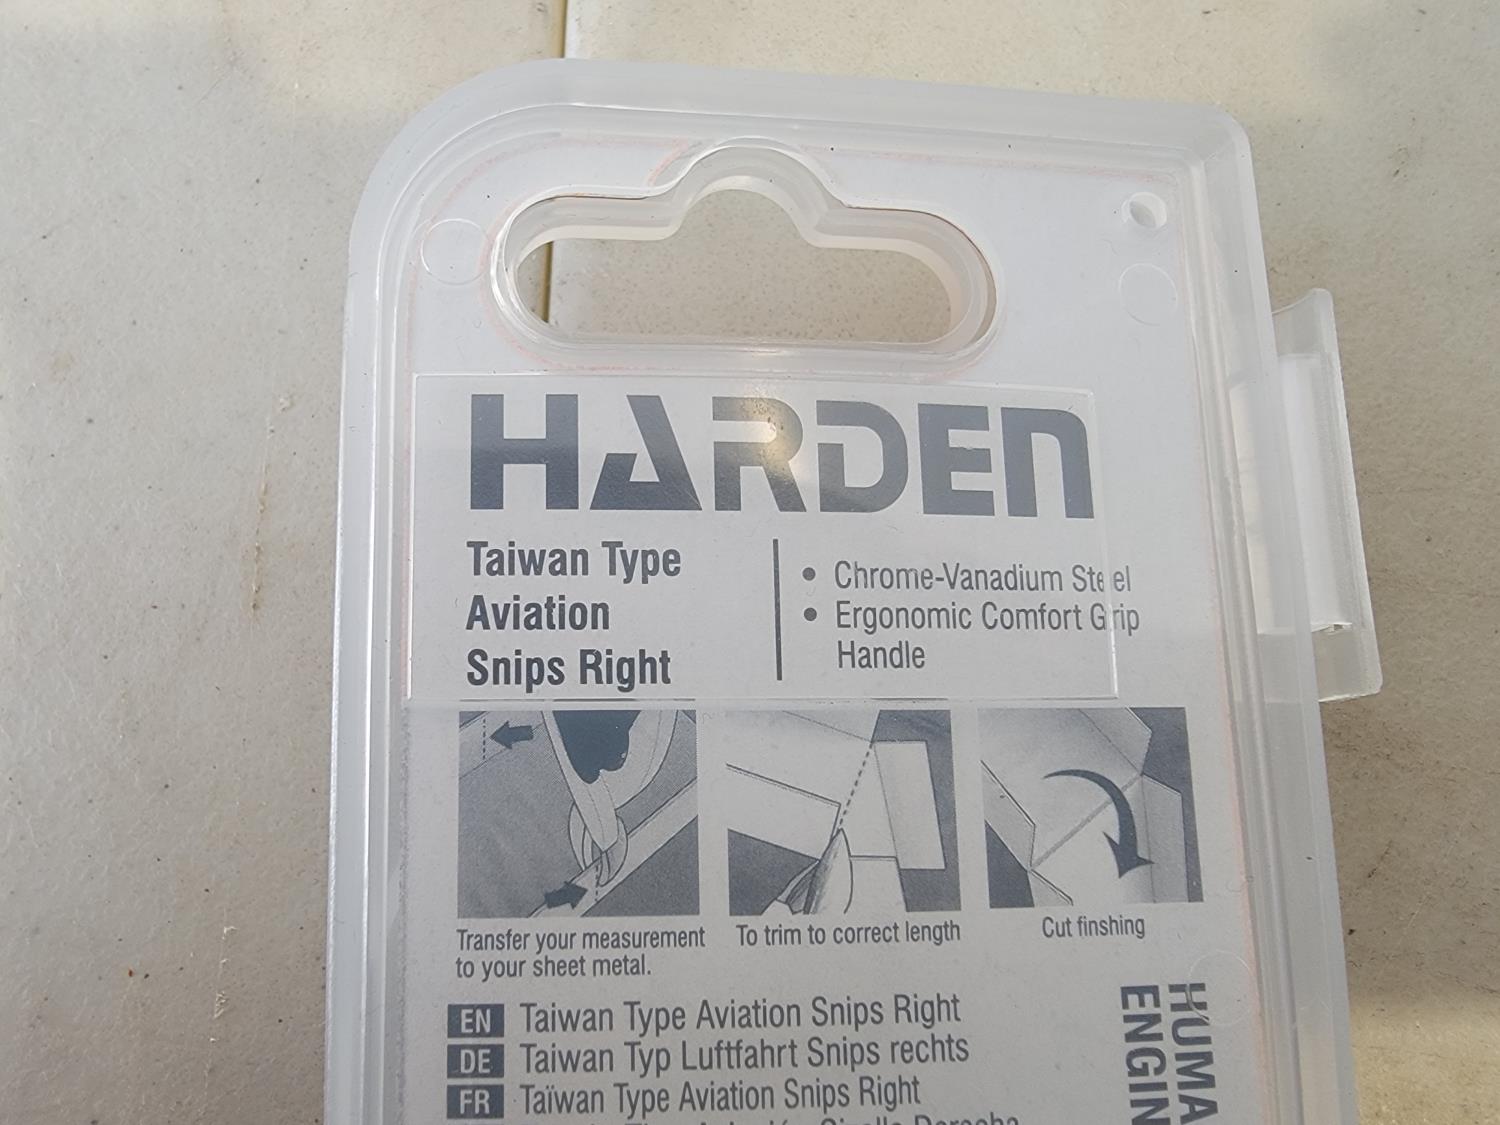 HARDEN
Taiwan Type
Aviation
Snips Right
• Chrome-Vanadium Steel
• Ergonomic Comfort Grip
Handle
Transfer your measurement
to your sheet metal.
To trim to correct length
Cut finshing
EN Taiwan Type Aviation Snips Right
DE Taiwan Typ Luftfahrt Snips rechts
FR Taïwan Type Aviation Snips Right
HUMA
ENGIN